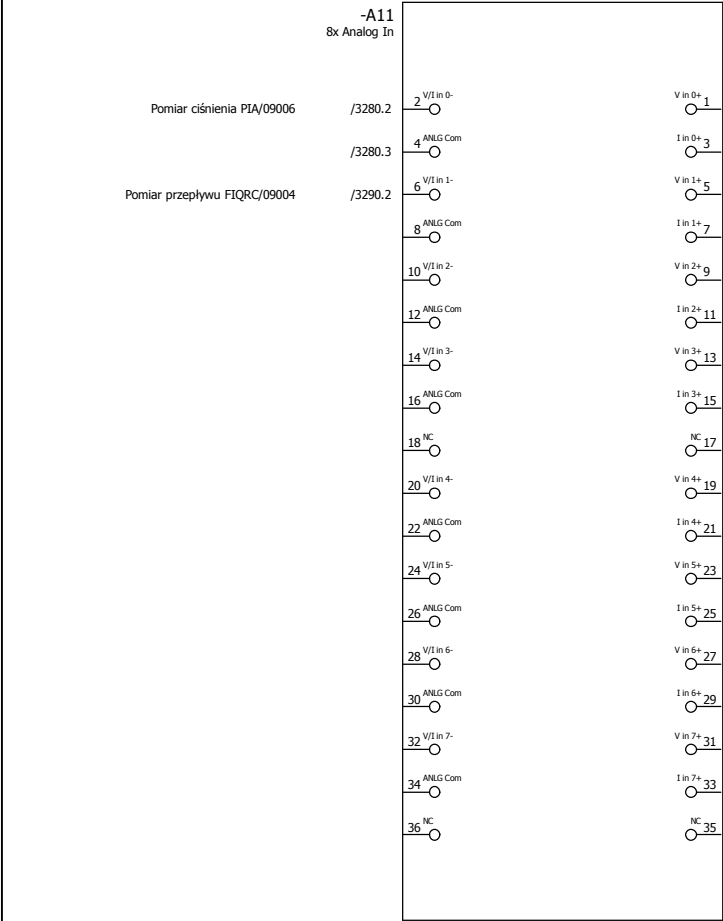 -A11
8x Analog In
Pomiar ciśnienia PIA/09006 /3280.2 2 V/I in 0- V in 0+ 1
/3280.3 4 ANLG Com I in 0+ 3
Pomiar przepływu FIQRC/09004 /3290.2 6 V/I in 1- V in 1+ 5
8 ANLG Com I in 1+ 7
10 V/I in 2- V in 2+ 9
12 ANLG Com I in 2+ 11
14 V/I in 3- V in 3+ 13
16 ANLG Com I in 3+ 15
18 NC NC 17
20 V/I in 4- V in 4+ 19
22 ANLG Com I in 4+ 21
24 V/I in 5- V in 5+ 23
26 ANLG Com I in 5+ 25
28 V/I in 6- V in 6+ 27
30 ANLG Com I in 6+ 29
32 V/I in 7- V in 7+ 31
34 ANLG Com I in 7+ 33
36 NC NC 35